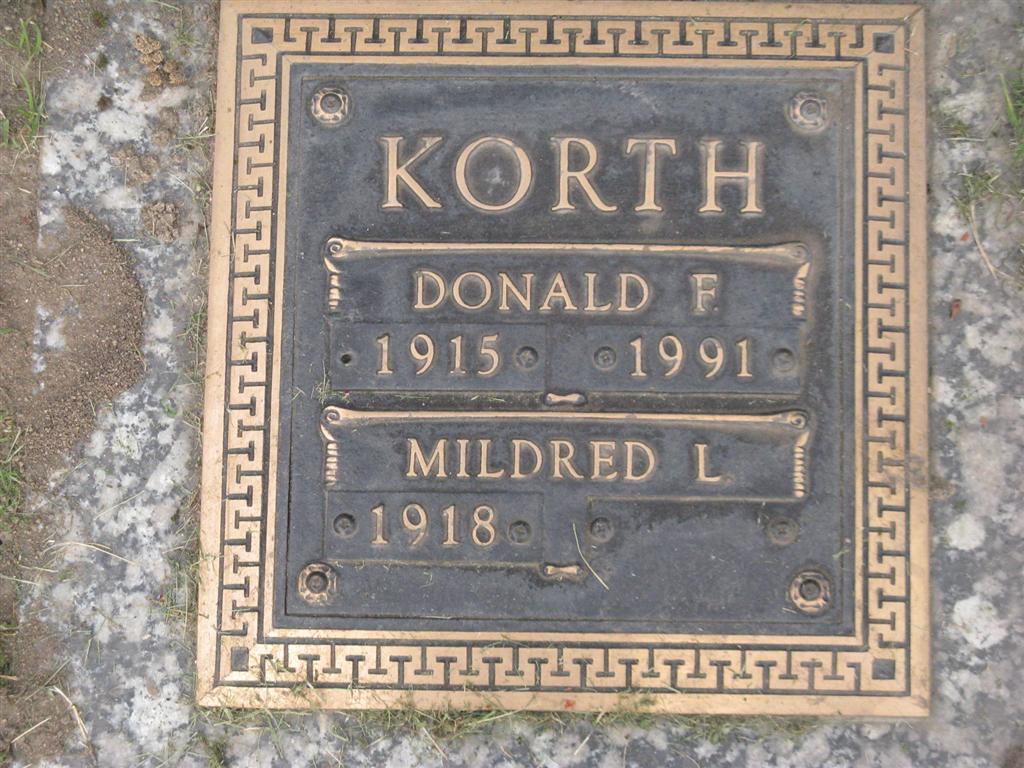 KORTH
DONALD F.
1915 1991
MILDRED L.
1918